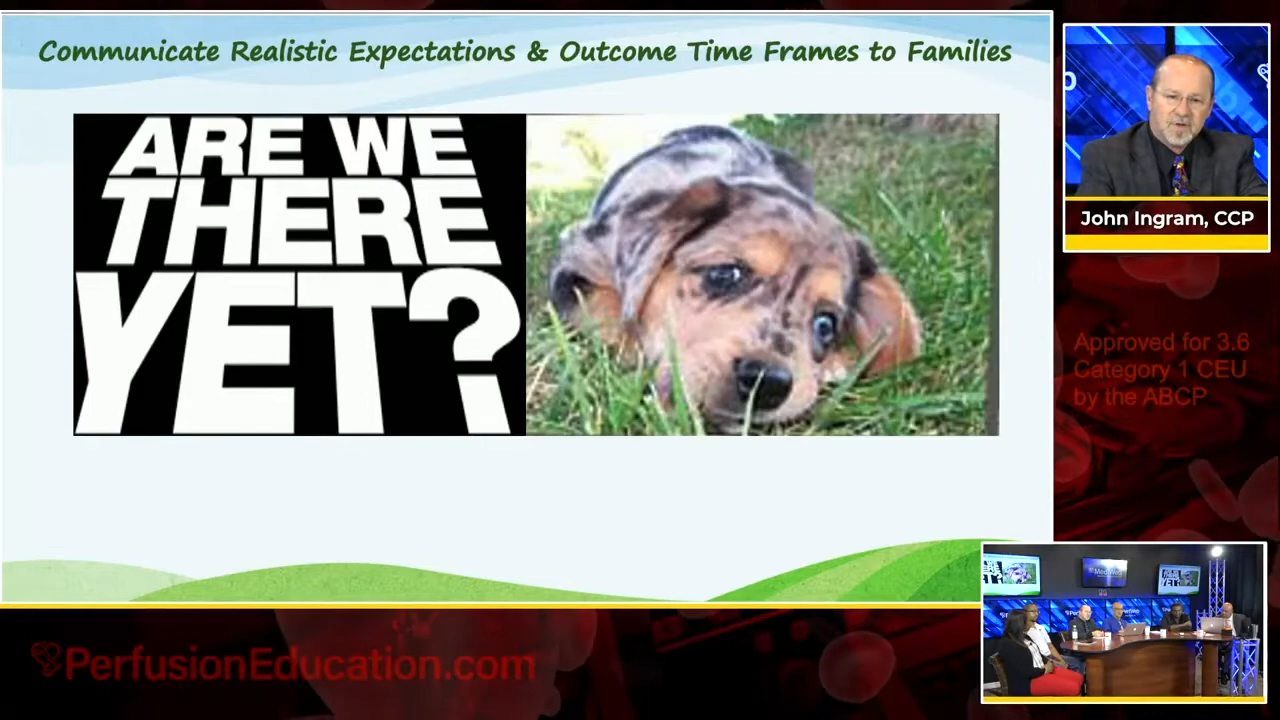 Communicate Realistic Expectations & Outcome Time Frames to Families
ARE WE
THERE
YET?
John Ingram, CCP
Approved for 3.6
Category 1 CEU
by the ABCP
PerfusionEducation.com